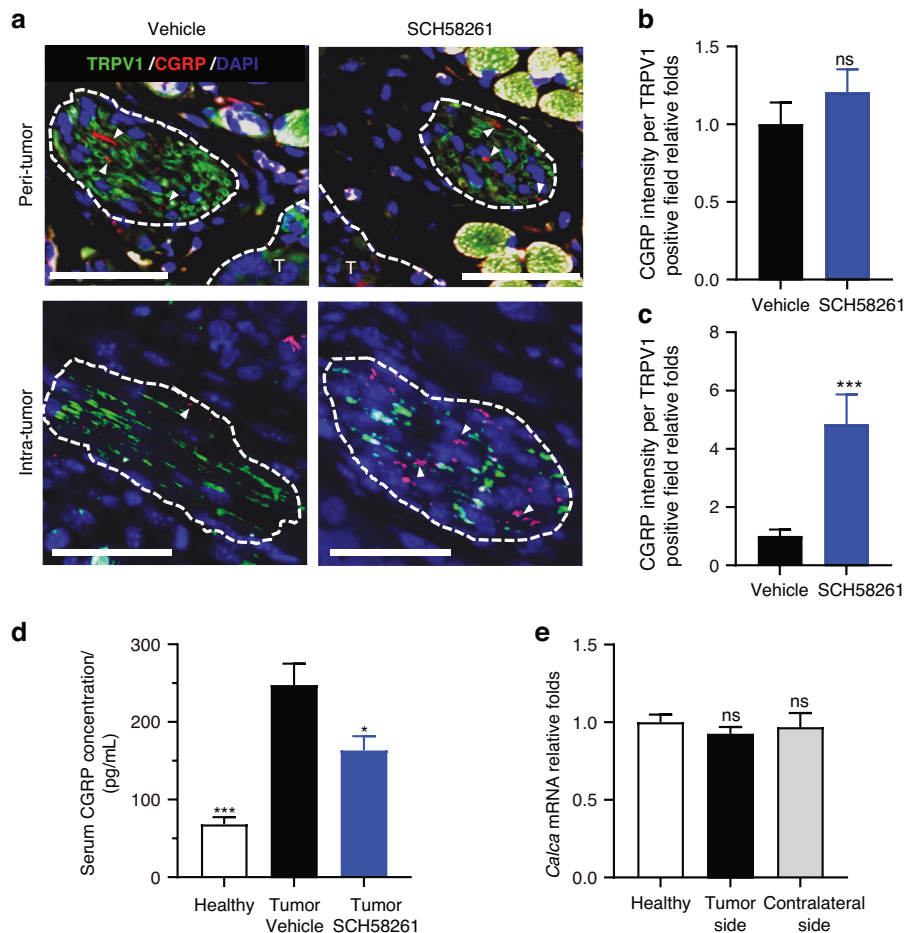 a
Vehicle
SCH58261
TRPV1 /CGRP /DAPI
Peri-tumor
T
T
Intra-tumor
b
CGRP intensity per TRPV1
positive field relative folds
1.5
1.0
0.5
0.0
ns
Vehicle
SCH58261
c
CGRP intensity per TRPV1
positive field relative folds
8
6
4
2
0
***
Vehicle
SCH58261
d
Serum CGRP concentration/
(pg/mL)
300
200
100
0
***
*
Healthy
Tumor
Vehicle
Tumor
SCH58261
e
Calca mRNA relative folds
1.5
1.0
0.5
0.0
ns
ns
Healthy
Tumor
side
Contralateral
side